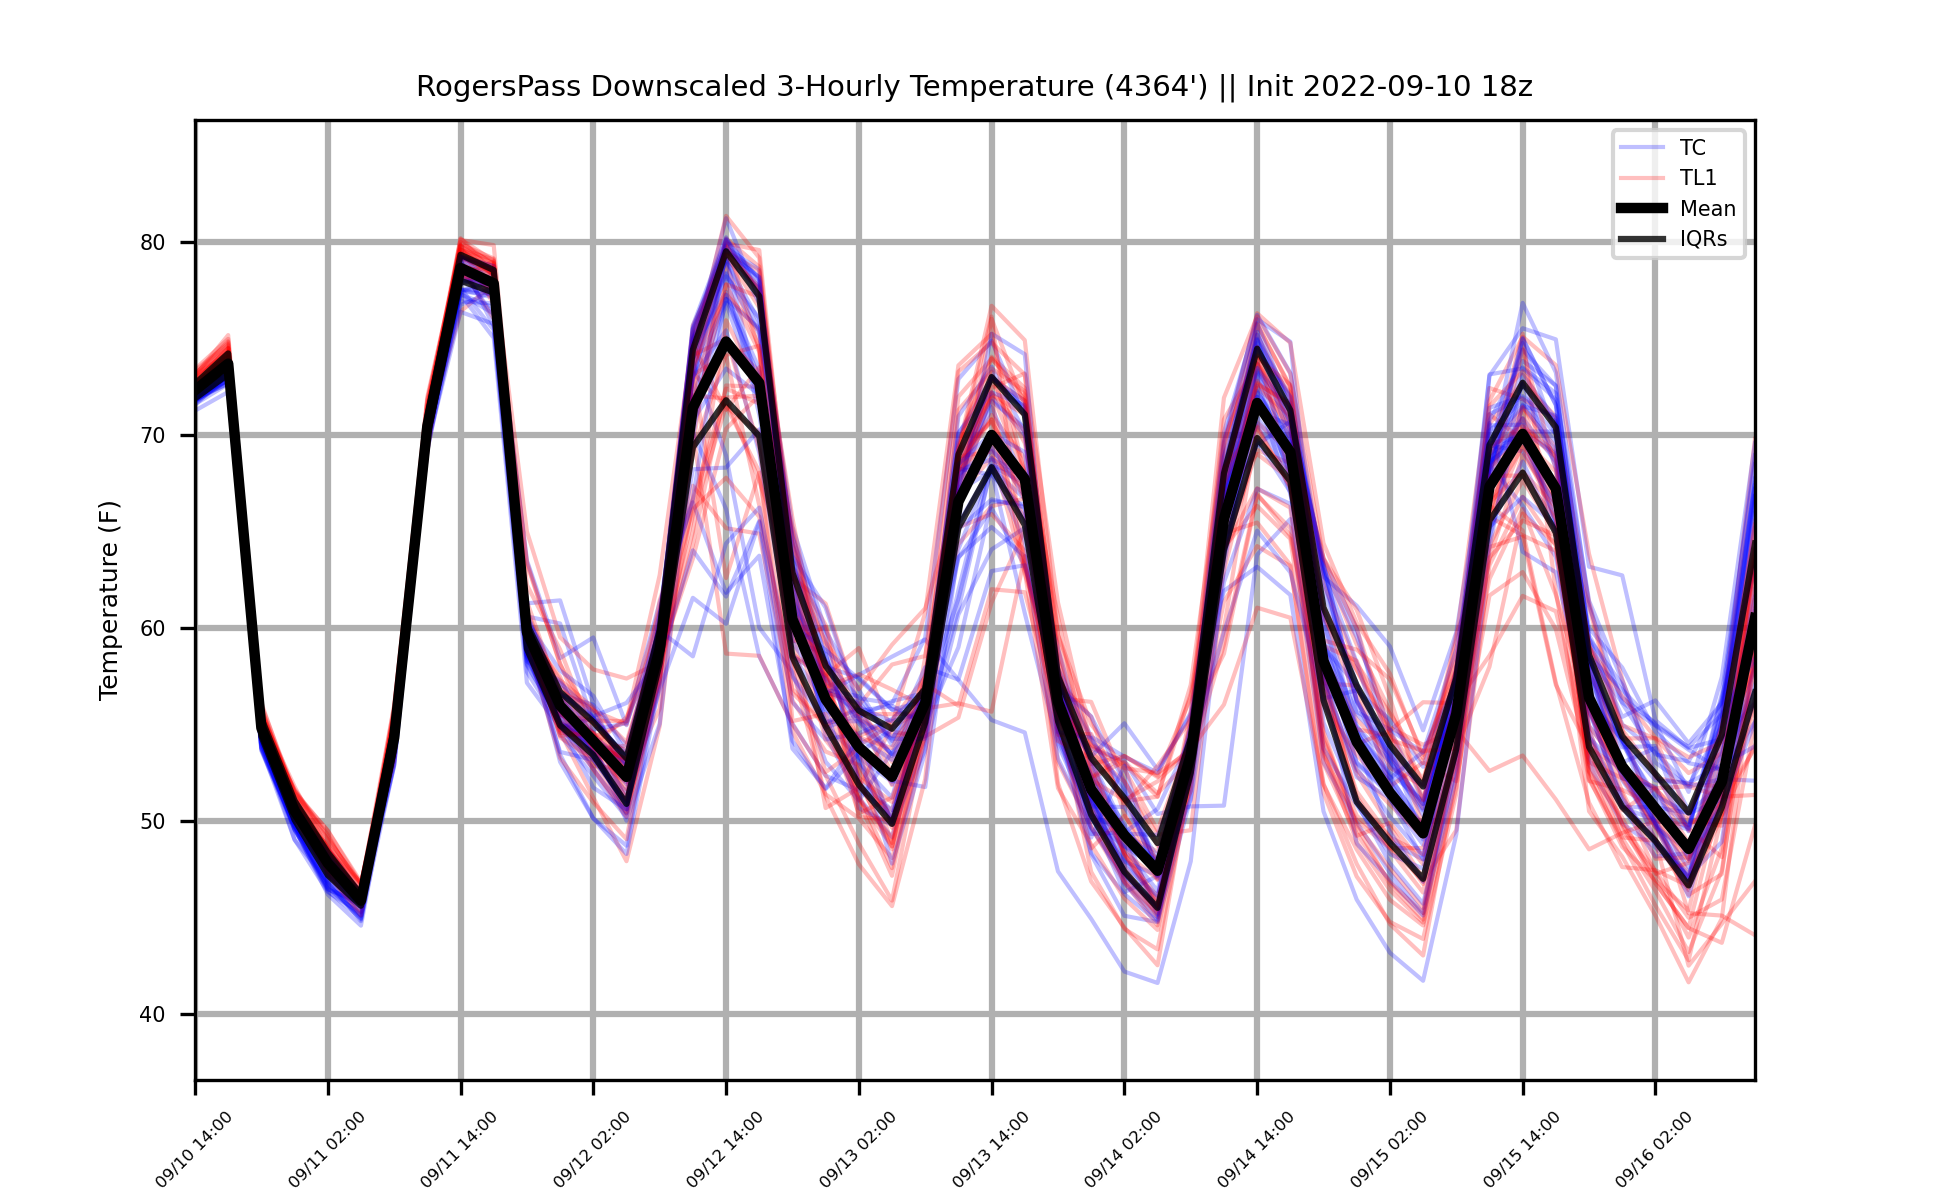 RogersPass Downscaled 3-Hourly Temperature (4364') || Init 2022-09-10 18z
TC
TL1
Mean
IQRs
Temperature (F)
80
70
60
50
40
09/10 14:00
09/11 02:00
09/11 14:00
09/12 02:00
09/12 14:00
09/13 02:00
09/13 14:00
09/14 02:00
09/14 14:00
09/15 02:00
09/15 14:00
09/16 02:00